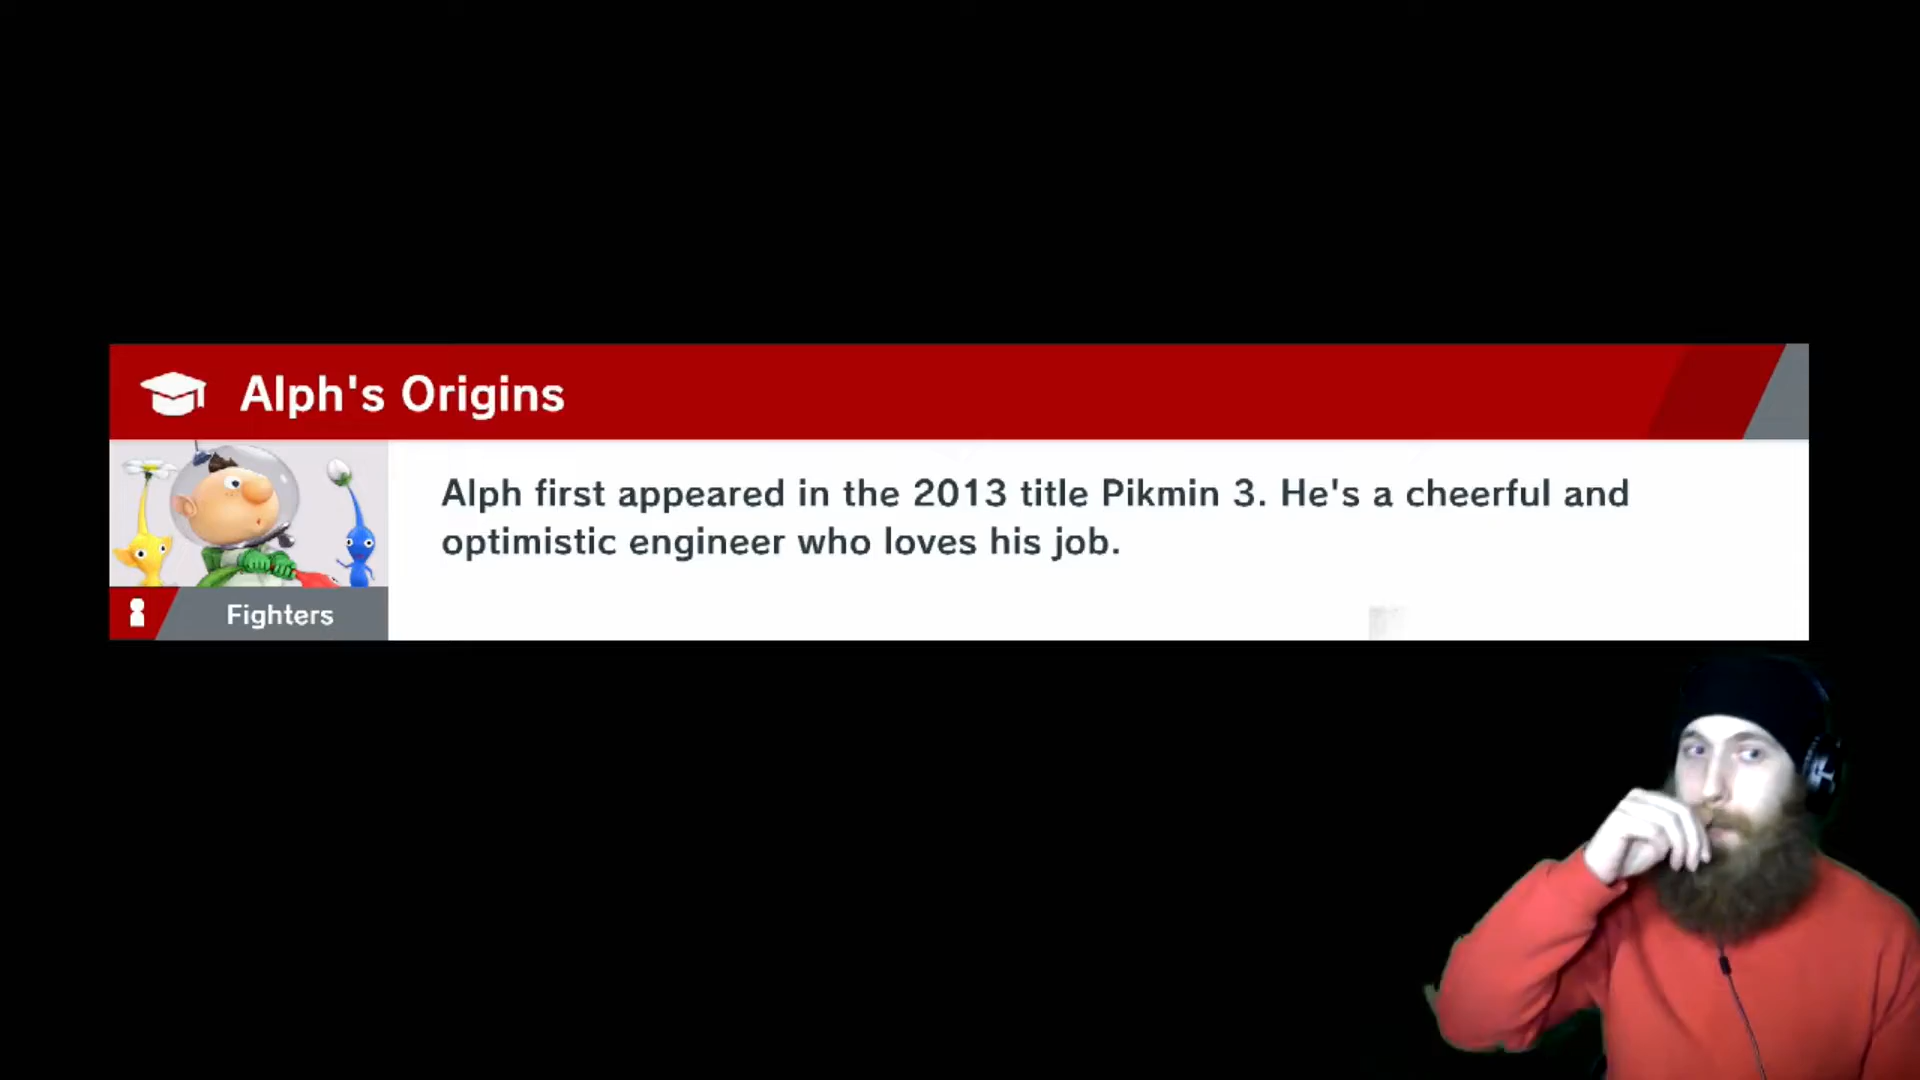 Alph's Origins
Alph first appeared in the 2013 title Pikmin 3. He's a cheerful and
optimistic engineer who loves his job.
Fighters